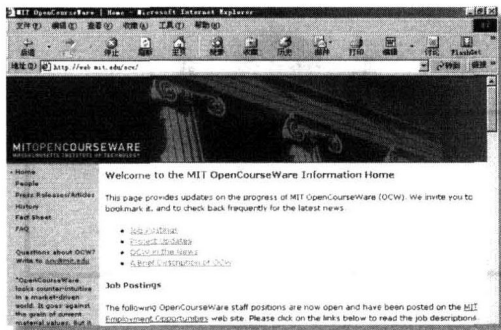 MIT OpenCourseWare | Home - Microsoft Internet Explorer
文件(F) 编辑(E) 查看(V) 收藏(A) 工具(T) 帮助(H)
后退 停止 刷新 主页 搜索 收藏 历史 邮件 打印 编辑 讨论 FlashGet
地址(D) http://web.mit.edu/ocw/ 转到 链接
MITOPENCOURSEWARE
MASSACHUSETTS INSTITUTE OF TECHNOLOGY
Home
People
Press Releases/Articles
History
Fact Sheet
FAQ
Questions about OCW?
Write to ocw@mit.edu
"OpenCourseWare
looks counter-intuitive
in a market-driven
world. It goes against
the grain of current
material values. But it
Welcome to the MIT OpenCourseWare Information Home
This page provides updates on the progress of MIT OpenCourseWare (OCW). We invite you to
bookmark it, and to check back frequently for the latest news.
Job Postings
Project Updates
OCW in the News
A Brief Description of OCW
Job Postings
The following OpenCourseWare staff positions are now open and have been posted on the MIT
Employment Opportunities web site. Please click on the links below to read the job descriptions.